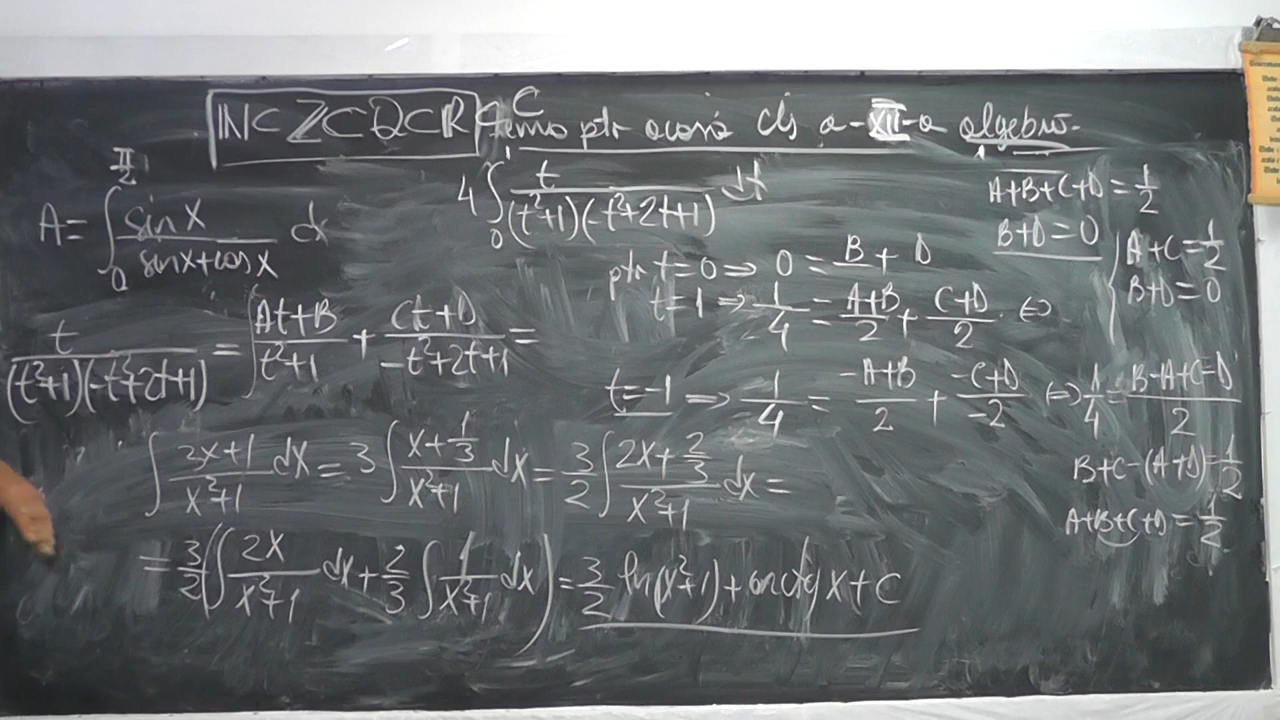 ℕ⊂ℤ⊂ℚ⊂ℝ⊂ℂ temă ptr acasă cls a-XII-a algebră.
A = ∫₀^{π/2} sin x / (sin x + cos x) dx
4 ∫₀¹ t / ((t²+1)(-t²+2t+1)) dt
t / ((t²+1)(-t²+2t+1)) = ∫ (At+B)/(t²+1) + (Ct+D)/(-t²+2t+1) =
ptr t=0 ⇒ 0 = B + D
t=1 ⇒ 1/4 = (A+B)/2 + (C+D)/2 ⇔
t=-1 ⇒ 1/4 = (-A+B)/2 + (-C+D)/-2 ⇔ 1/4 = (B-A+C-D)/2
A+B+C+D = 1/2
B+D = 0
{ A+C = 1/2
B+D = 0
B+C-(A+D) = 1/2
A+B+C+D = 1/2
∫ (3x+1)/(x²+1) dx = 3 ∫ (x+1/3)/(x²+1) dx = 3/2 ∫ (2x+2/3)/(x²+1) dx =
= 3/2 (∫ 2x/(x²+1) dx + 2/3 ∫ 1/(x²+1) dx) = 3/2 ln(x²+1) + arctg x + C